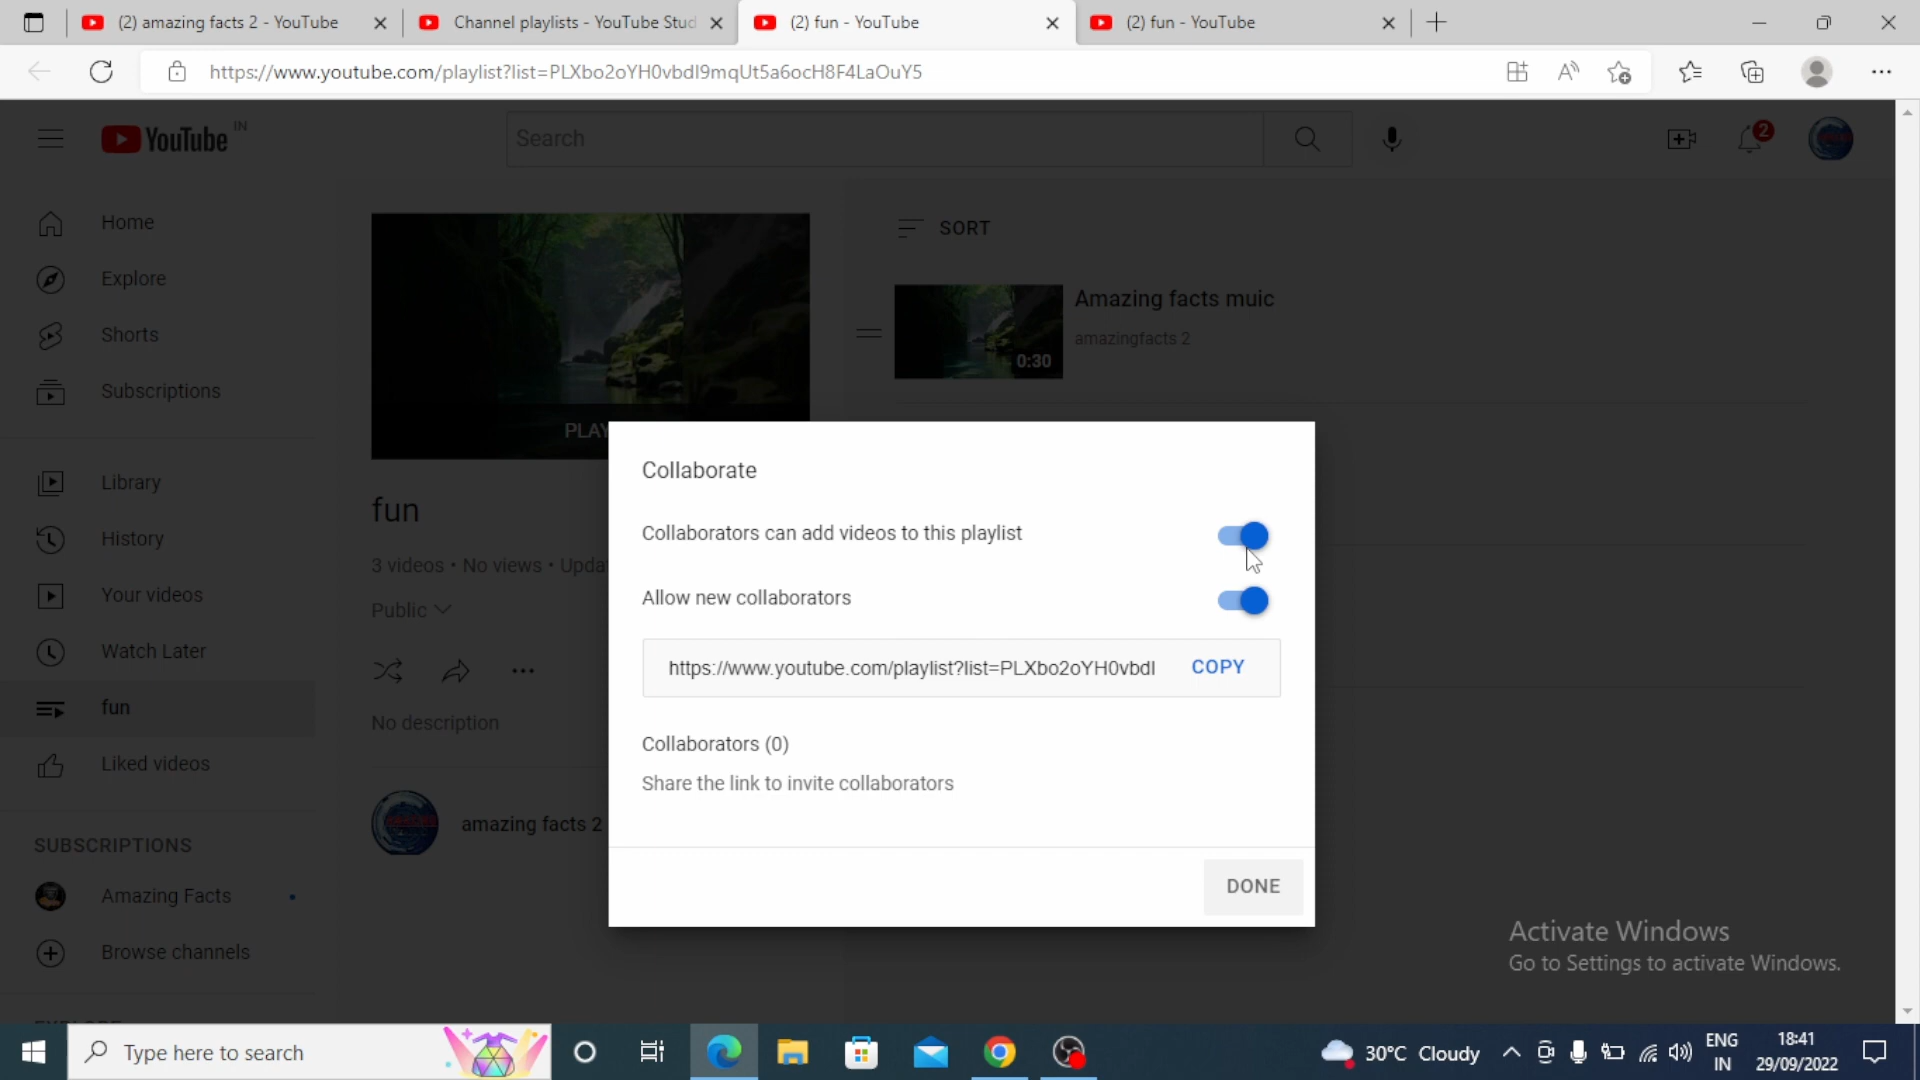 (2) amazing facts 2 - YouTube
Channel playlists - YouTube Stud
(2) fun - YouTube
(2) fun - YouTube
https://www.youtube.com/playlist?list=PLXbo2oYH0vbdI9mqUt5a6ocH8F4LaOuY5
YouTube IN
Search
2
Home
Explore
Shorts
Subscriptions
Library
History
Your videos
Watch Later
fun
Liked videos
SUBSCRIPTIONS
Amazing Facts
Browse channels
PLAY
fun
3 videos • No views • Upda
Public
No description
amazing facts 2
SORT
Amazing facts muic
amazingfacts 2
0:30
Collaborate
Collaborators can add videos to this playlist
Allow new collaborators
https://www.youtube.com/playlist?list=PLXbo2oYH0vbdI
COPY
Collaborators (0)
Share the link to invite collaborators
DONE
Activate Windows
Go to Settings to activate Windows.
Type here to search
30°C Cloudy
ENG
IN
18:41
29/09/2022